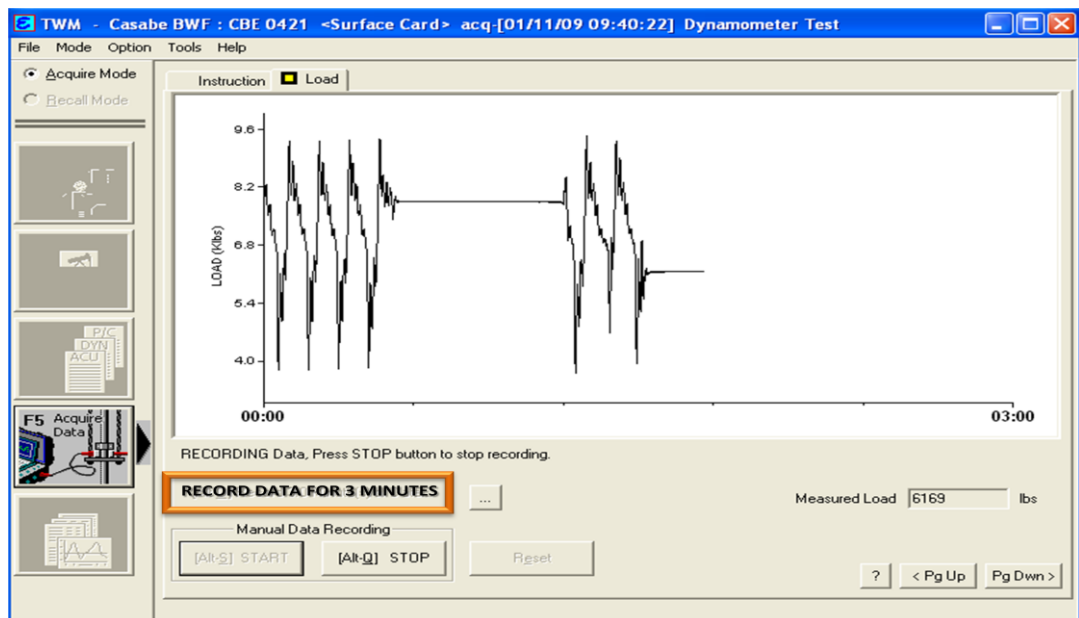 TWM - Casabe BWF : CBE 0421 <Surface Card> acq-[01/11/09 09:40:22] Dynamometer Test
File Mode Option Tools Help
Acquire Mode
Recall Mode
Instruction Load
9.6
8.2
6.8
5.4
4.0
LOAD (Klbs)
00:00 03:00
P/C
DYN
ACU
F5 Acquire
Data
RECORDING Data, Press STOP button to stop recording.
RECORD DATA FOR 3 MINUTES
...
Measured Load 6169 lbs
Manual Data Recording
[Alt-S] START [Alt-Q] STOP Reset
? < Pg Up Pg Dwn >